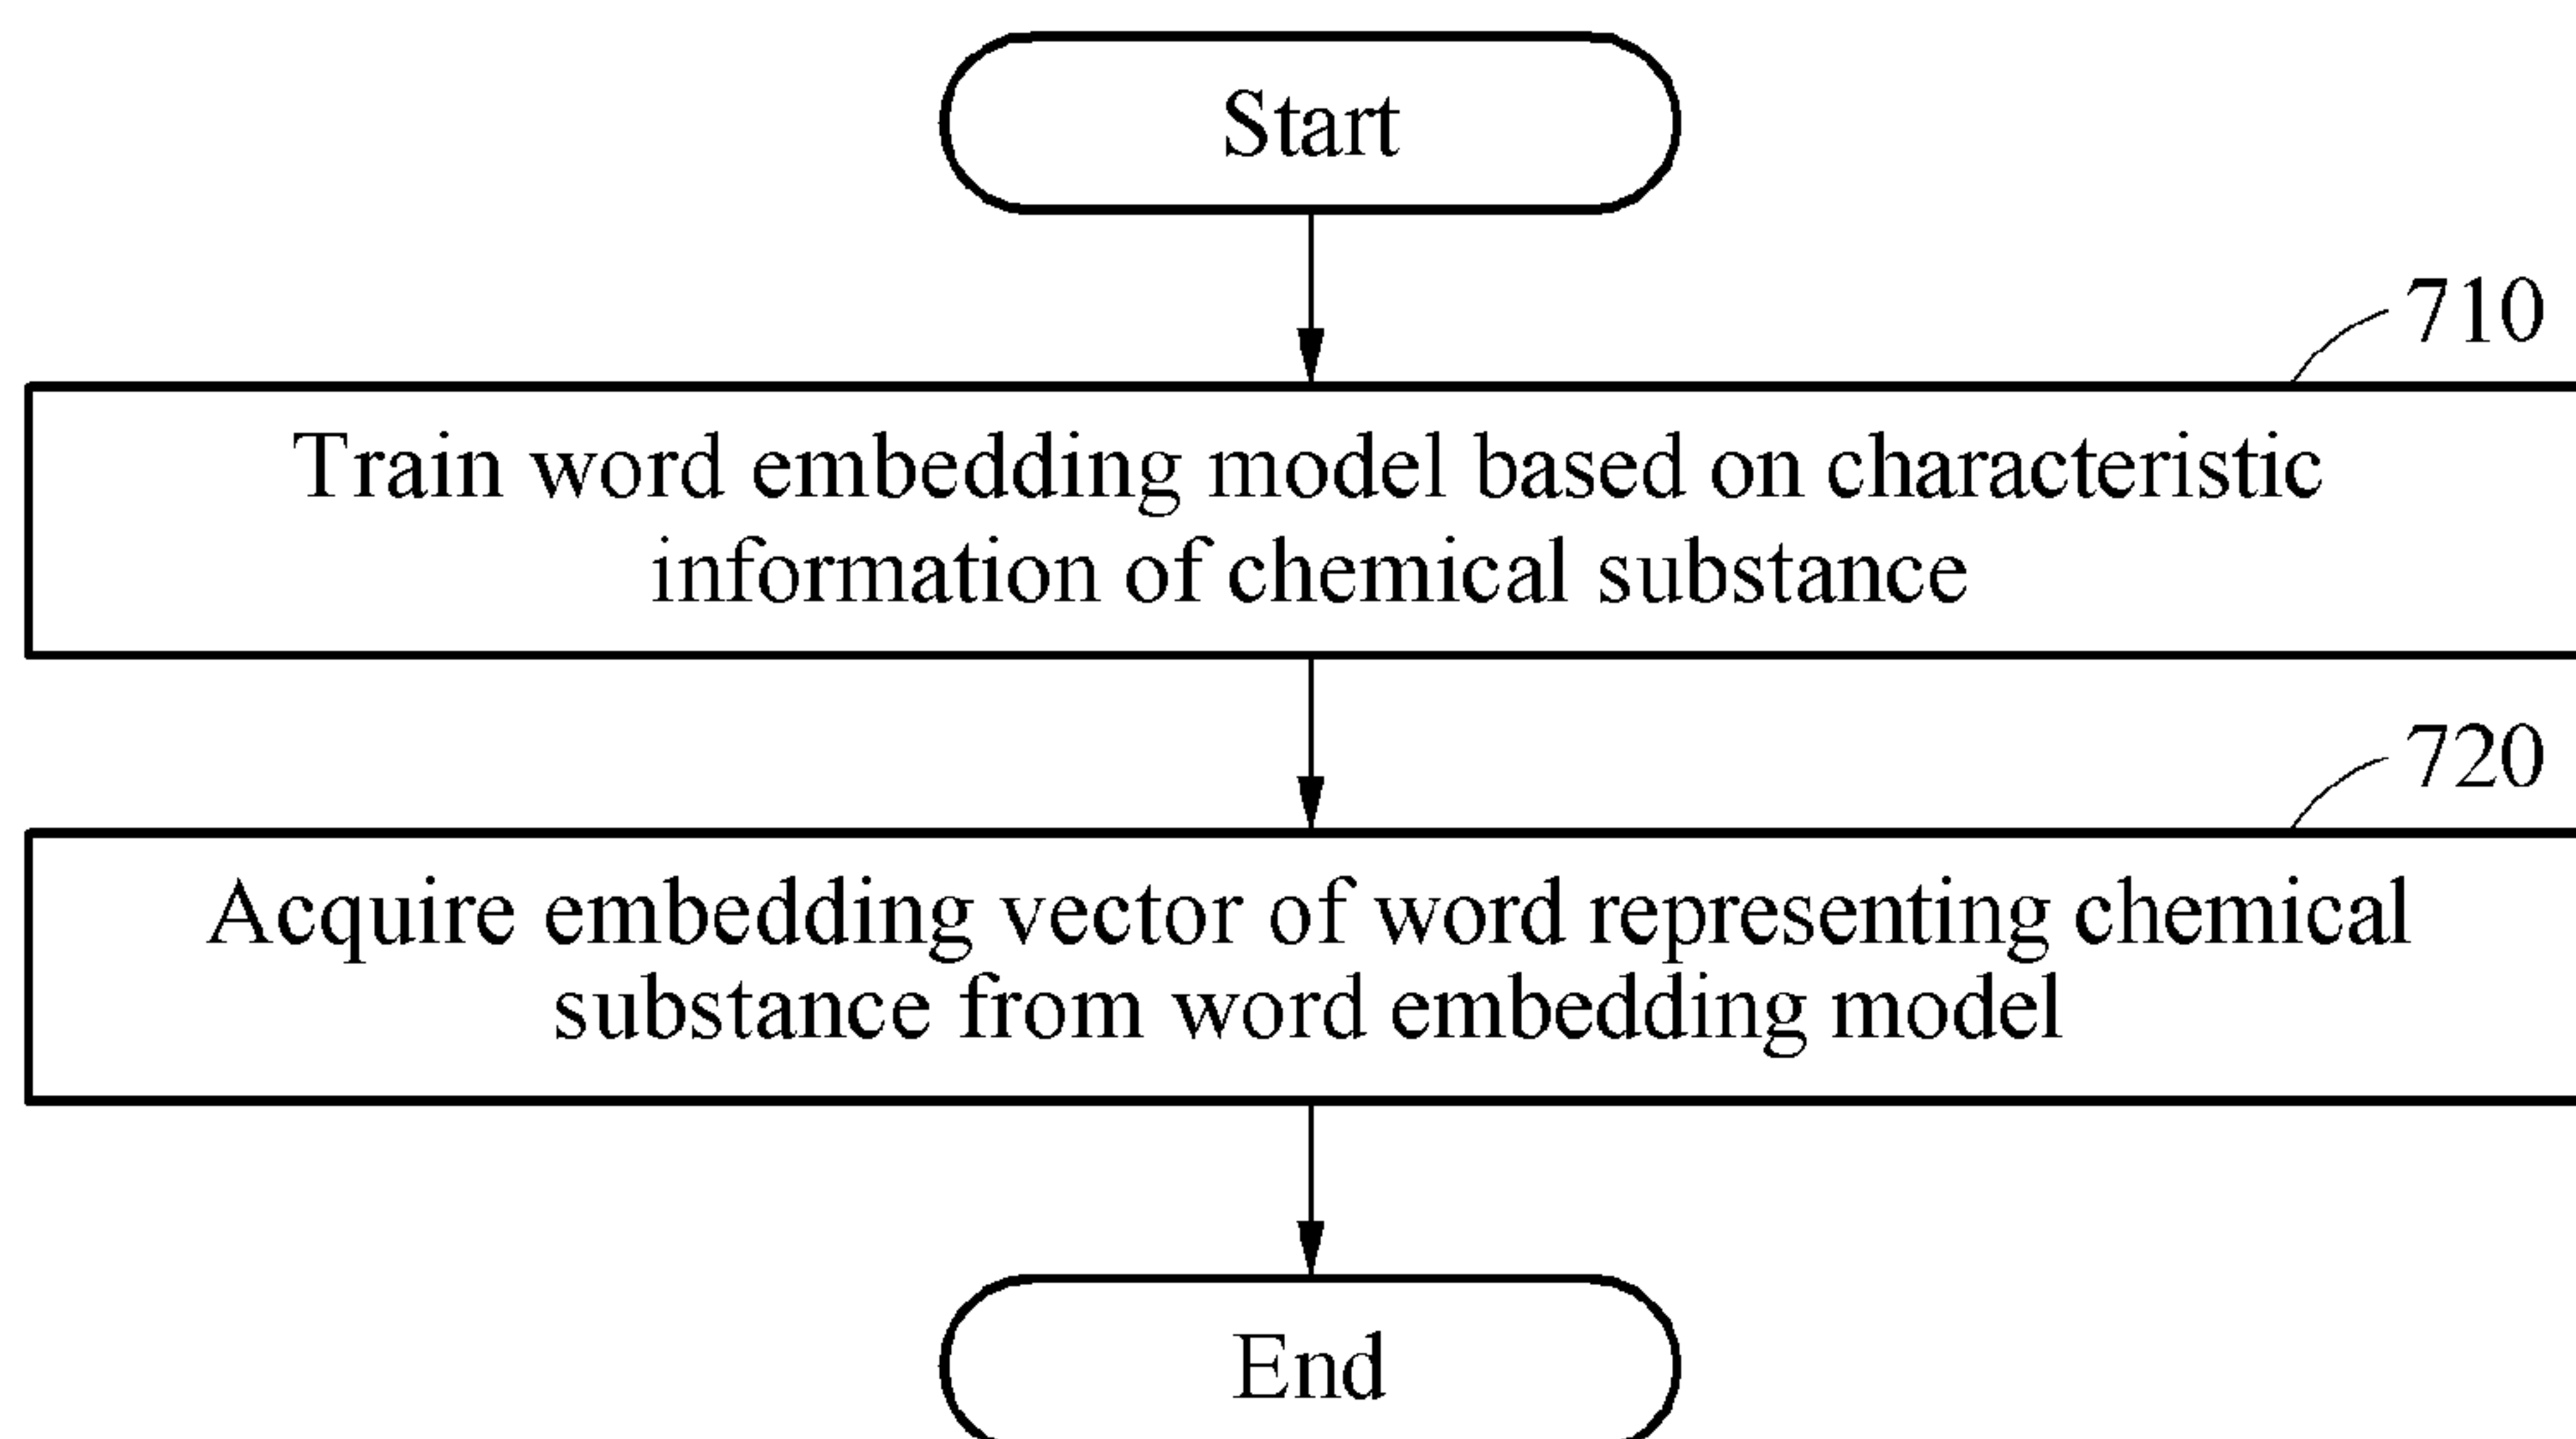 Start
710
Train word embedding model based on characteristic
information of chemical substance
720
Acquire embedding vector of word representing chemical
substance from word embedding model
End